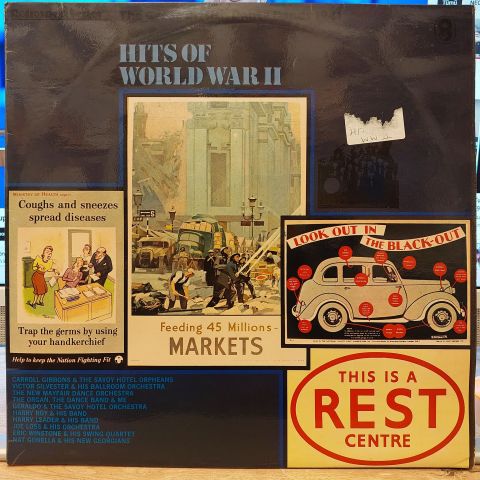 HITS OF
WORLD WAR II
MINISTRY OF HEALTH says:-
Coughs and sneezes
spread diseases
Trap the germs by using
your handkerchief
Help to keep the Nation Fighting Fit
Feeding 45 Millions -
MARKETS
LOOK OUT IN
THE BLACK-OUT
CARROLL GIBBONS & THE SAVOY HOTEL ORPHEANS
VICTOR SILVESTER & HIS BALLROOM ORCHESTRA
THE NEW MAYFAIR DANCE ORCHESTRA
THE ORGAN, THE DANCE BAND & ME
GERALDO & THE SAVOY HOTEL ORCHESTRA
HARRY ROY & HIS BAND
HARRY LEADER & HIS BAND
JOE LOSS & HIS ORCHESTRA
ERIC WINSTONE & HIS SWING QUARTET
NAT GONELLA & HIS NEW GEORGIANS
THIS IS A
REST
CENTRE